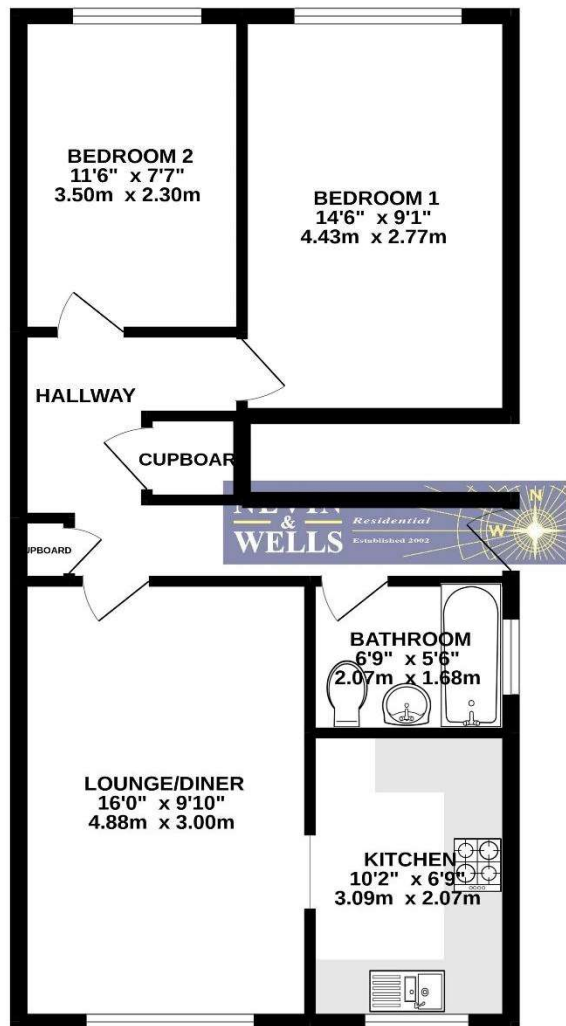 BEDROOM 2
11'6" x 7'7"
3.50m x 2.30m
BEDROOM 1
14'6" x 9'1"
4.43m x 2.77m
HALLWAY
CUPBOAR
UPBOARD
NEVIN
&
WELLS
Residential
Established 2002
N
W
BATHROOM
6'9" x 5'6"
2.07m x 1.68m
LOUNGE/DINER
16'0" x 9'10"
4.88m x 3.00m
KITCHEN
10'2" x 6'9"
3.09m x 2.07m